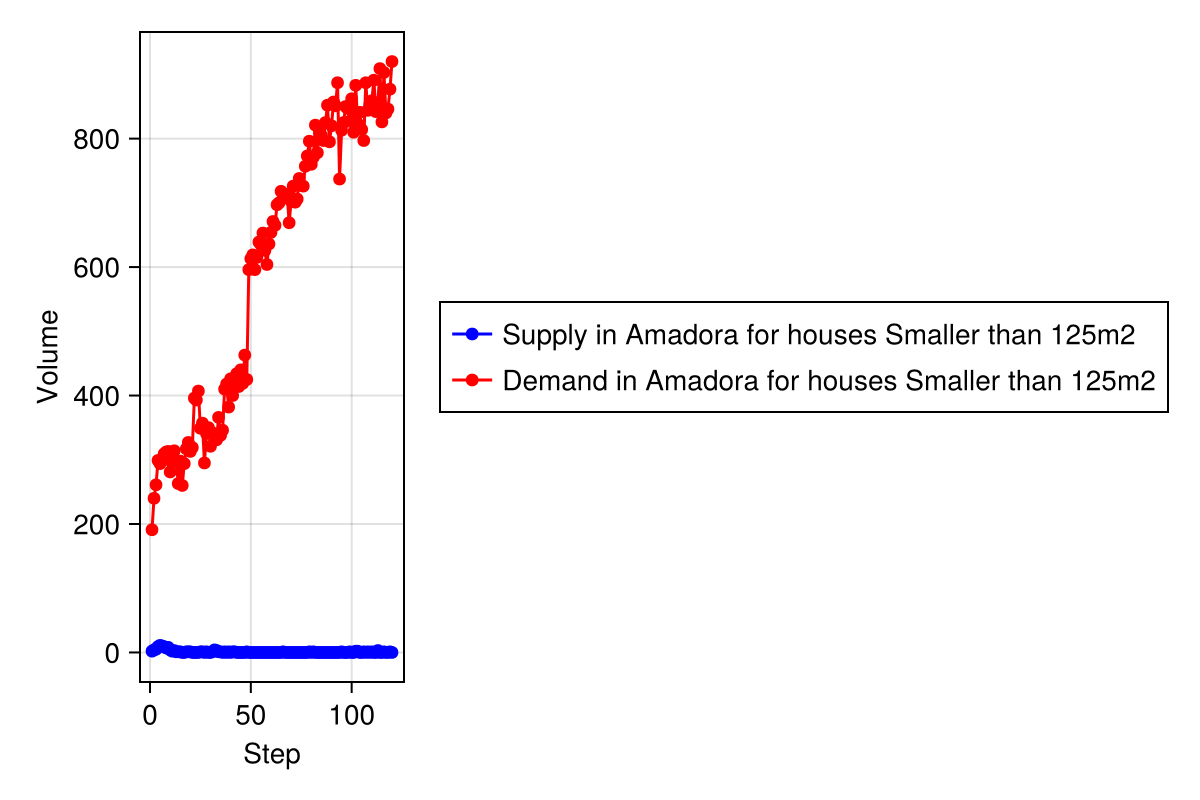 800
600
400
200
0
Volume
0 50 100
Step
Supply in Amadora for houses Smaller than 125m2
Demand in Amadora for houses Smaller than 125m2